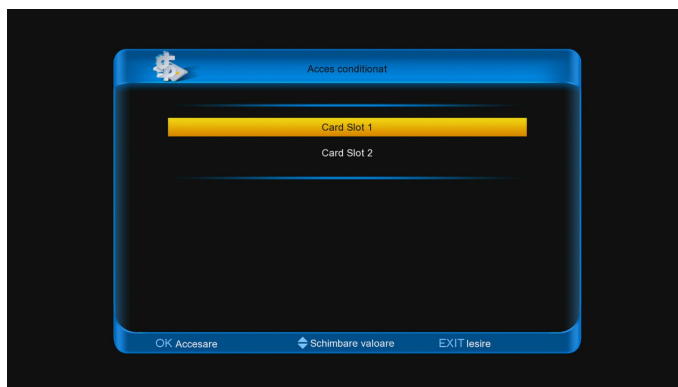 Acces conditionat
Card Slot 1
Card Slot 2
OK Accesare Schimbare valoare EXIT Iesire